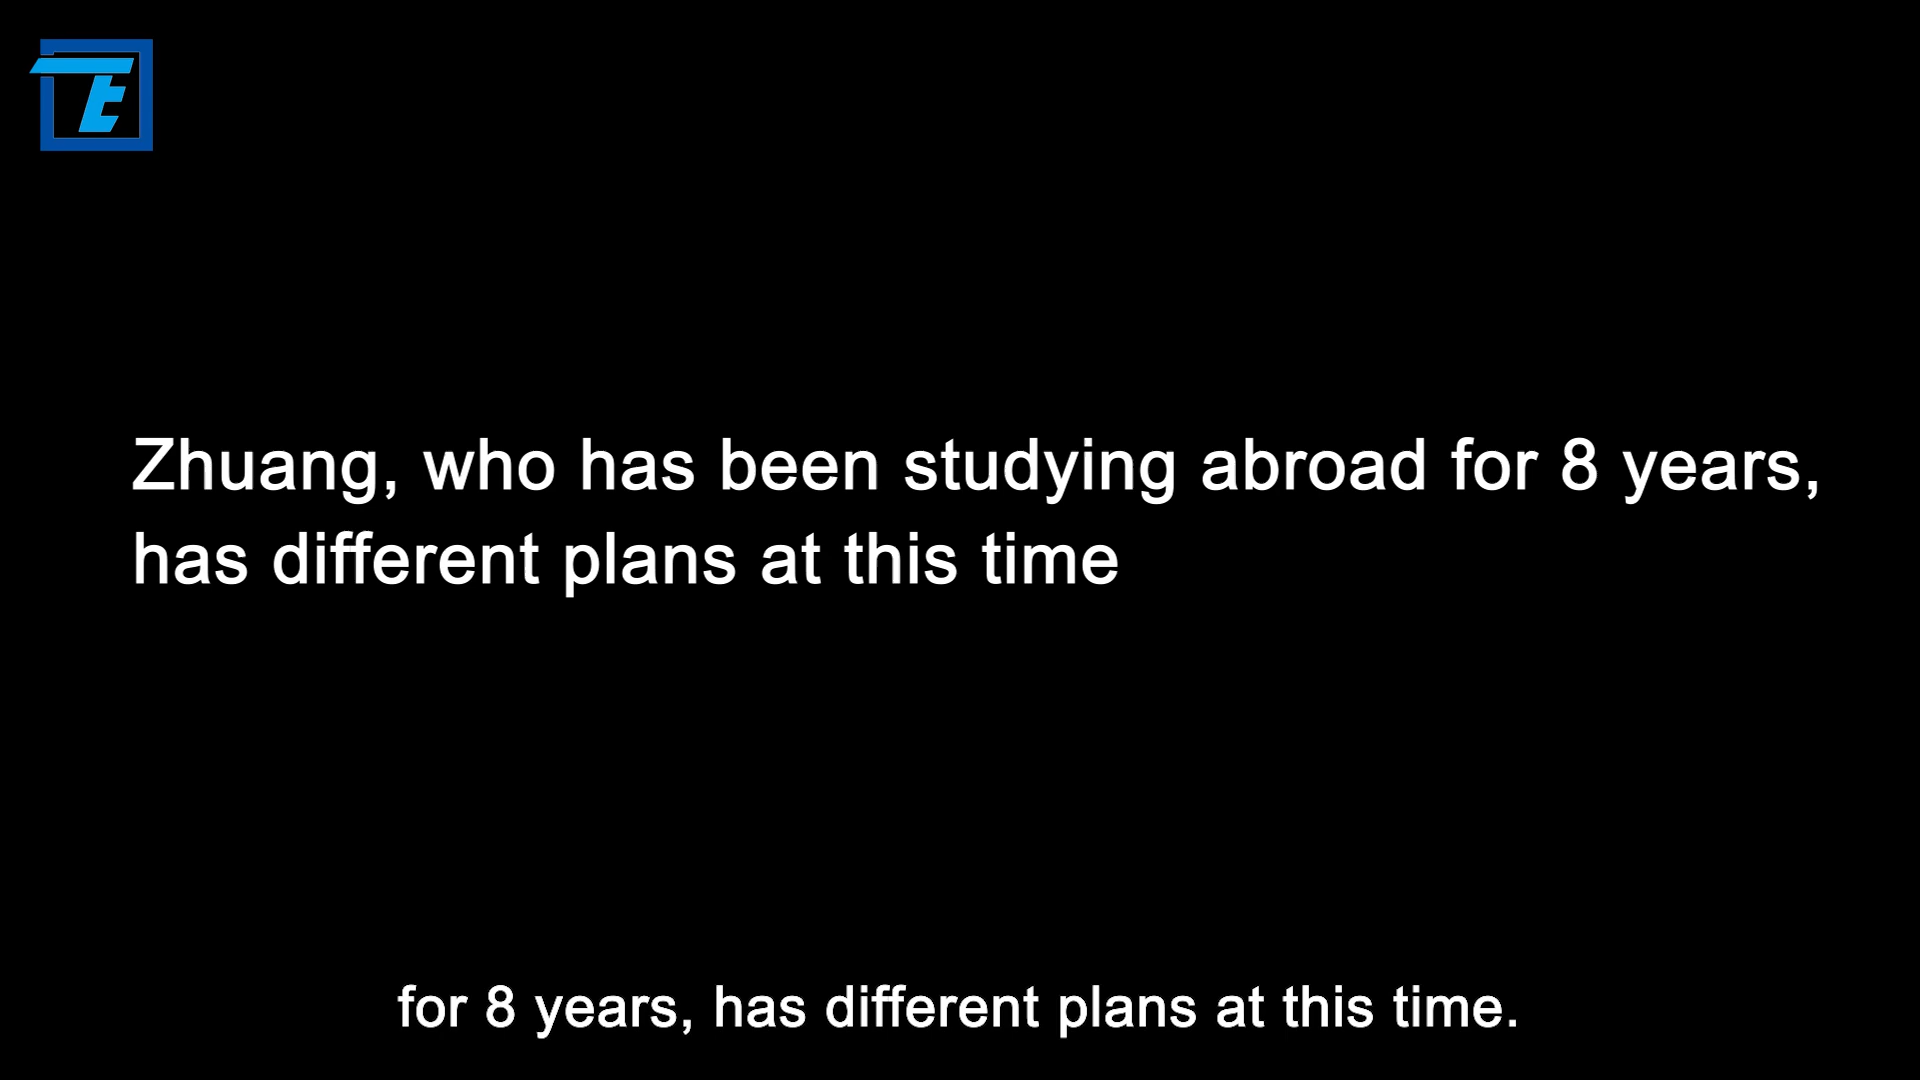 Zhuang, who has been studying abroad for 8 years,
has different plans at this time
for 8 years, has different plans at this time.